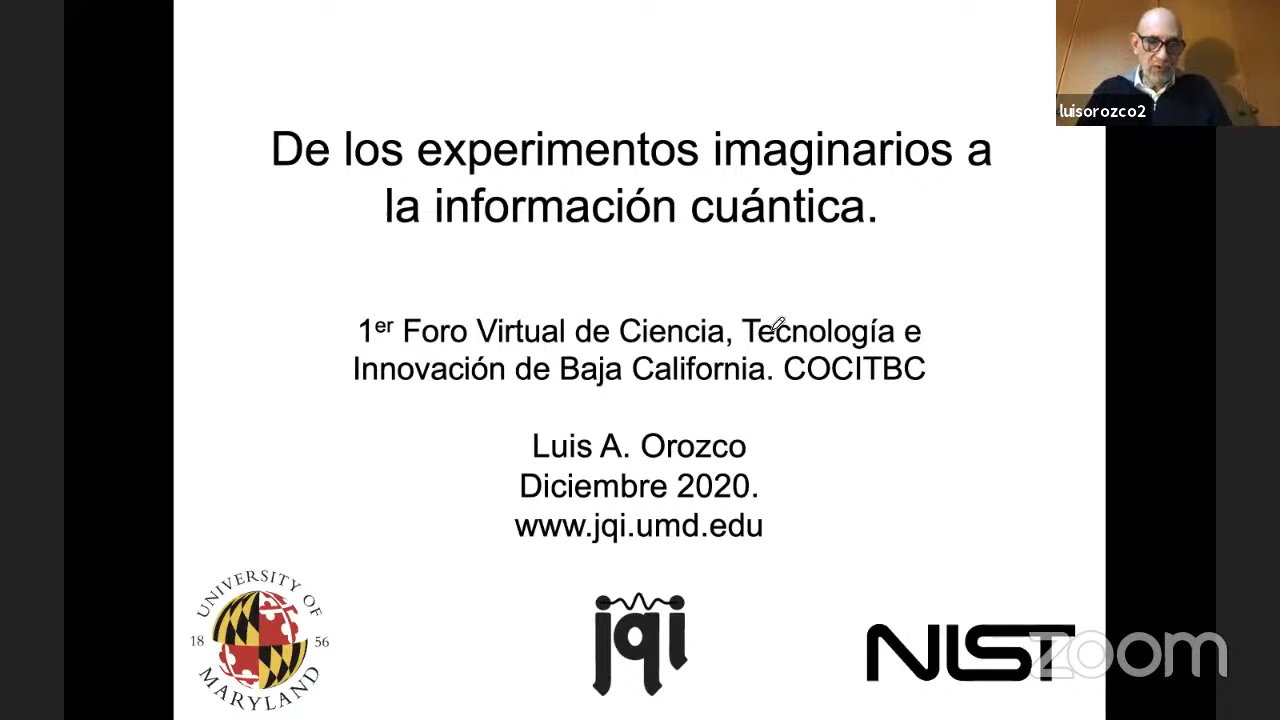 luisorozco2
De los experimentos imaginarios a
la información cuántica.
1er Foro Virtual de Ciencia, Tecnología e
Innovación de Baja California. COCITBC
Luis A. Orozco
Diciembre 2020.
www.jqi.umd.edu
UNIVERSITY OF
18 56
MARYLAND
jqi
NIST
zoom